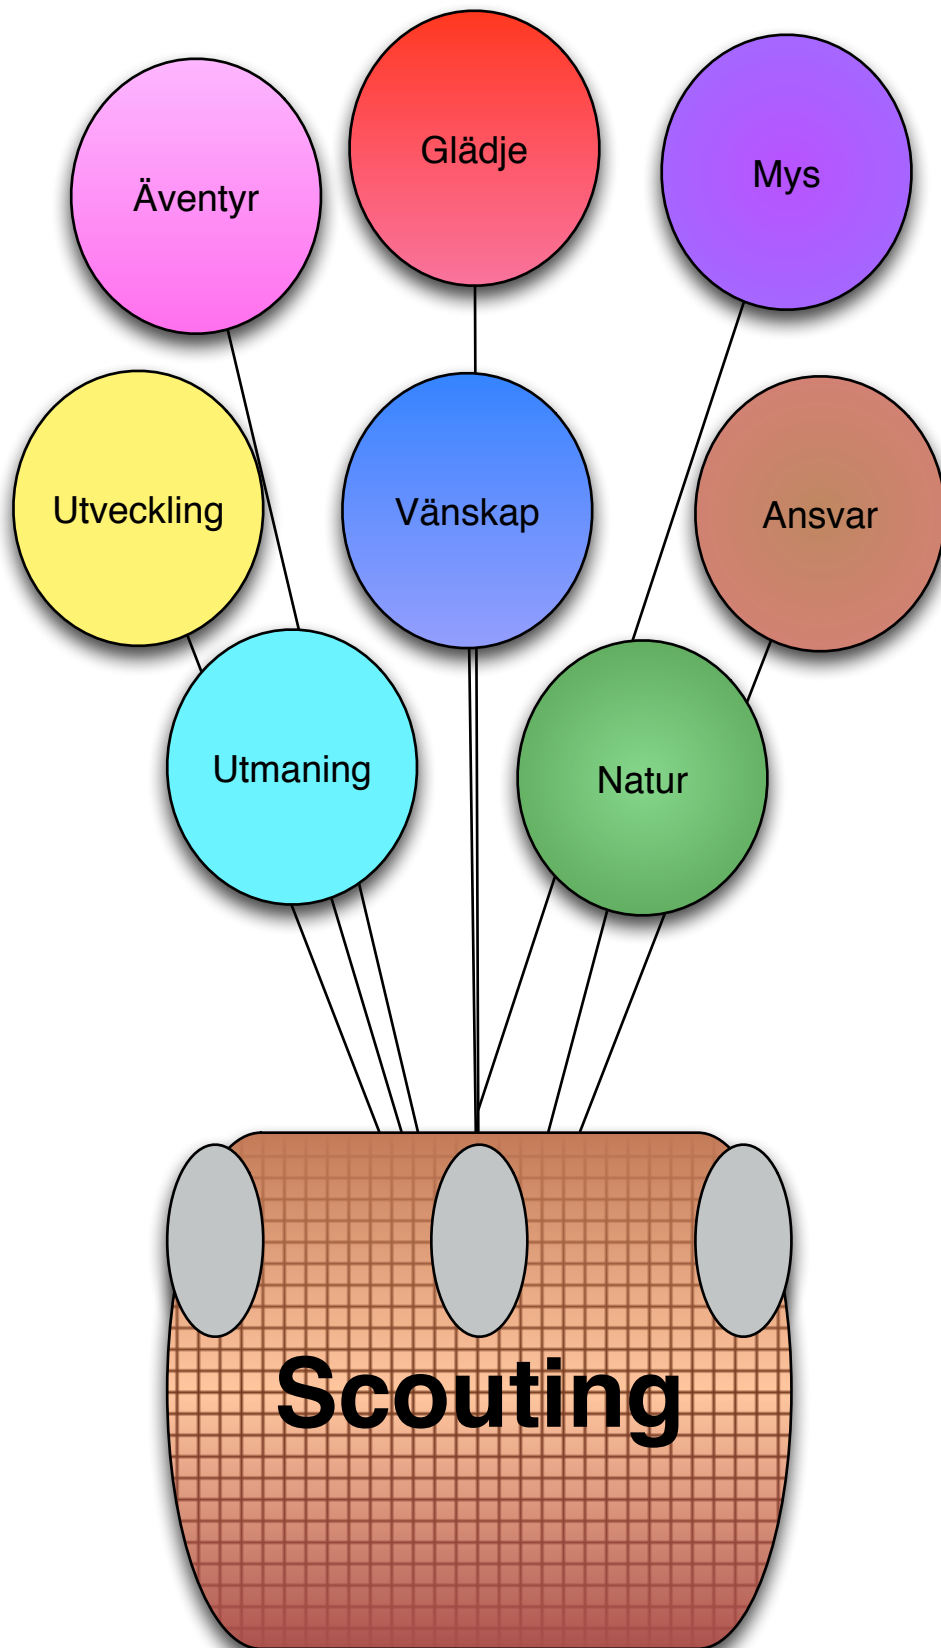 Äventyr
Glädje
Mys
Utveckling
Vänskap
Ansvar
Utmaning
Natur
Scouting